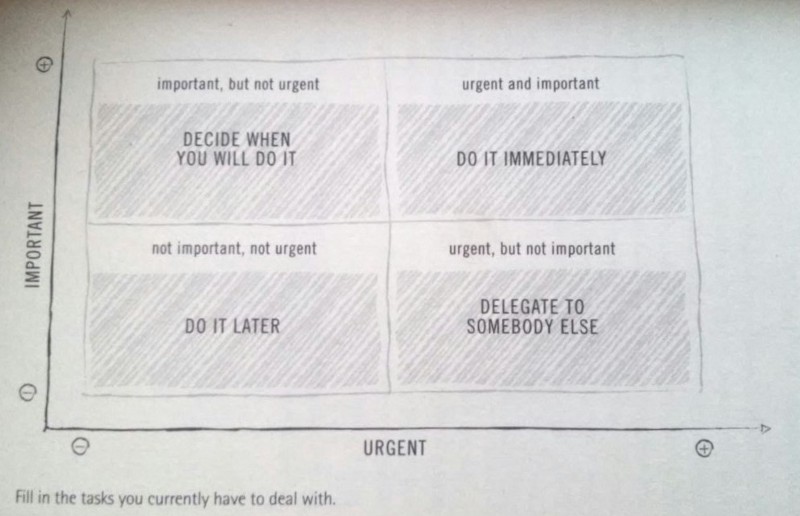 important, but not urgent
DECIDE WHEN
YOU WILL DO IT
urgent and important
DO IT IMMEDIATELY
not important, not urgent
DO IT LATER
urgent, but not important
DELEGATE TO
SOMEBODY ELSE
IMPORTANT
URGENT
Fill in the tasks you currently have to deal with.